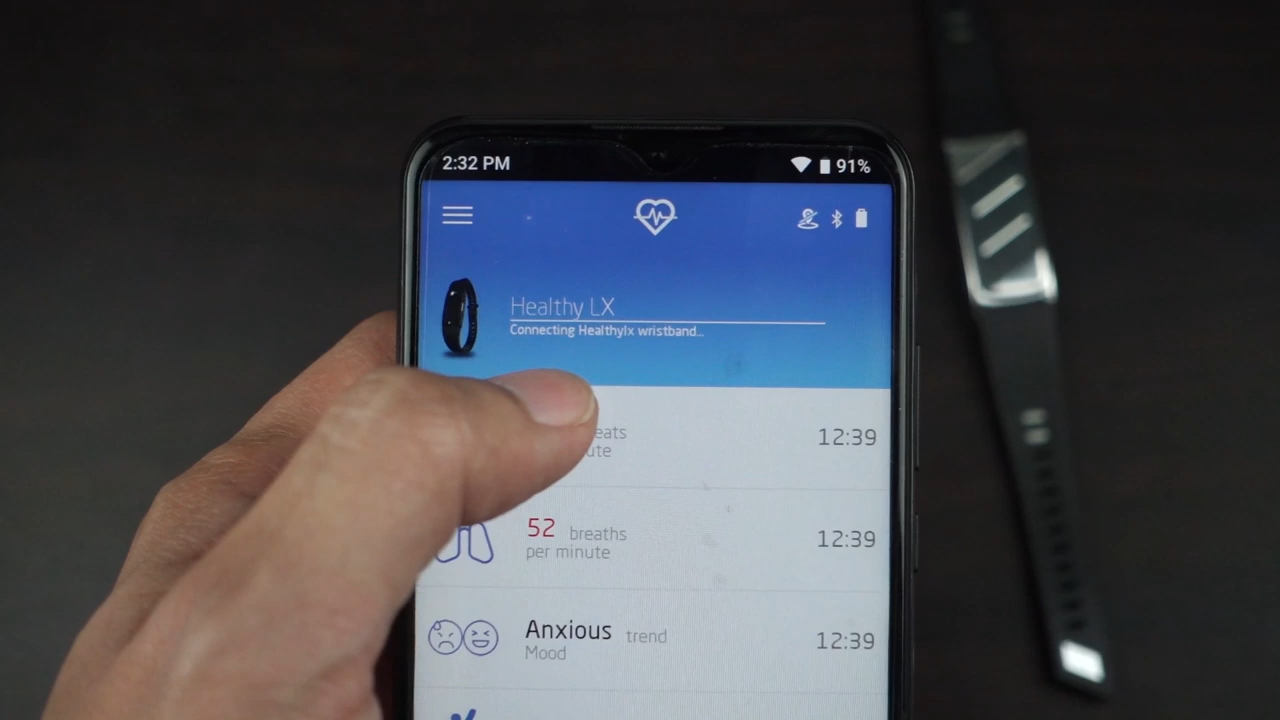 2:32 PM 91%
Healthy LX
Connecting Healthylx wristband...
eats
ute
12:39
52 breaths
per minute
12:39
Anxious trend
Mood
12:39